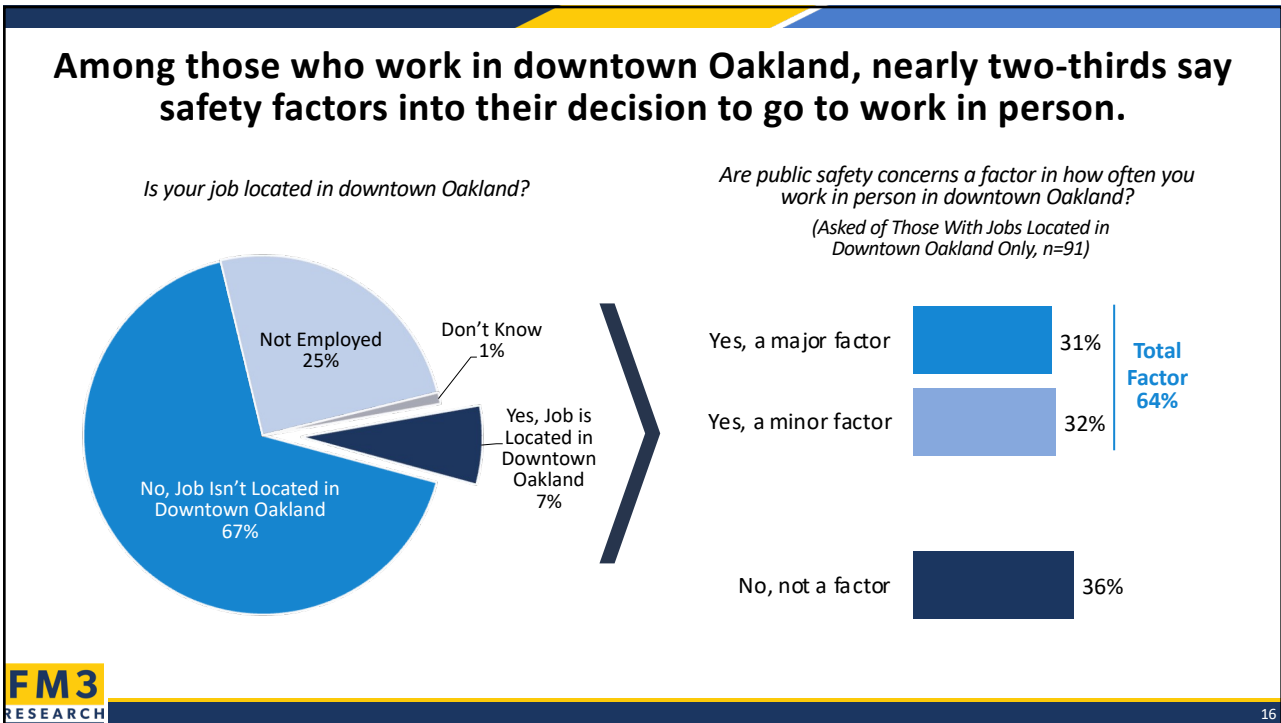 Among those who work in downtown Oakland, nearly two-thirds say
safety factors into their decision to go to work in person.
Is your job located in downtown Oakland?
Not Employed
25%
Don’t Know
1%
Yes, Job is
Located in
Downtown
Oakland
7%
No, Job Isn’t Located in
Downtown Oakland
67%
Are public safety concerns a factor in how often you
work in person in downtown Oakland?
(Asked of Those With Jobs Located in
Downtown Oakland Only, n=91)
Yes, a major factor
31%
Yes, a minor factor
32%
Total
Factor
64%
No, not a factor
36%
FM3
RESEARCH
16